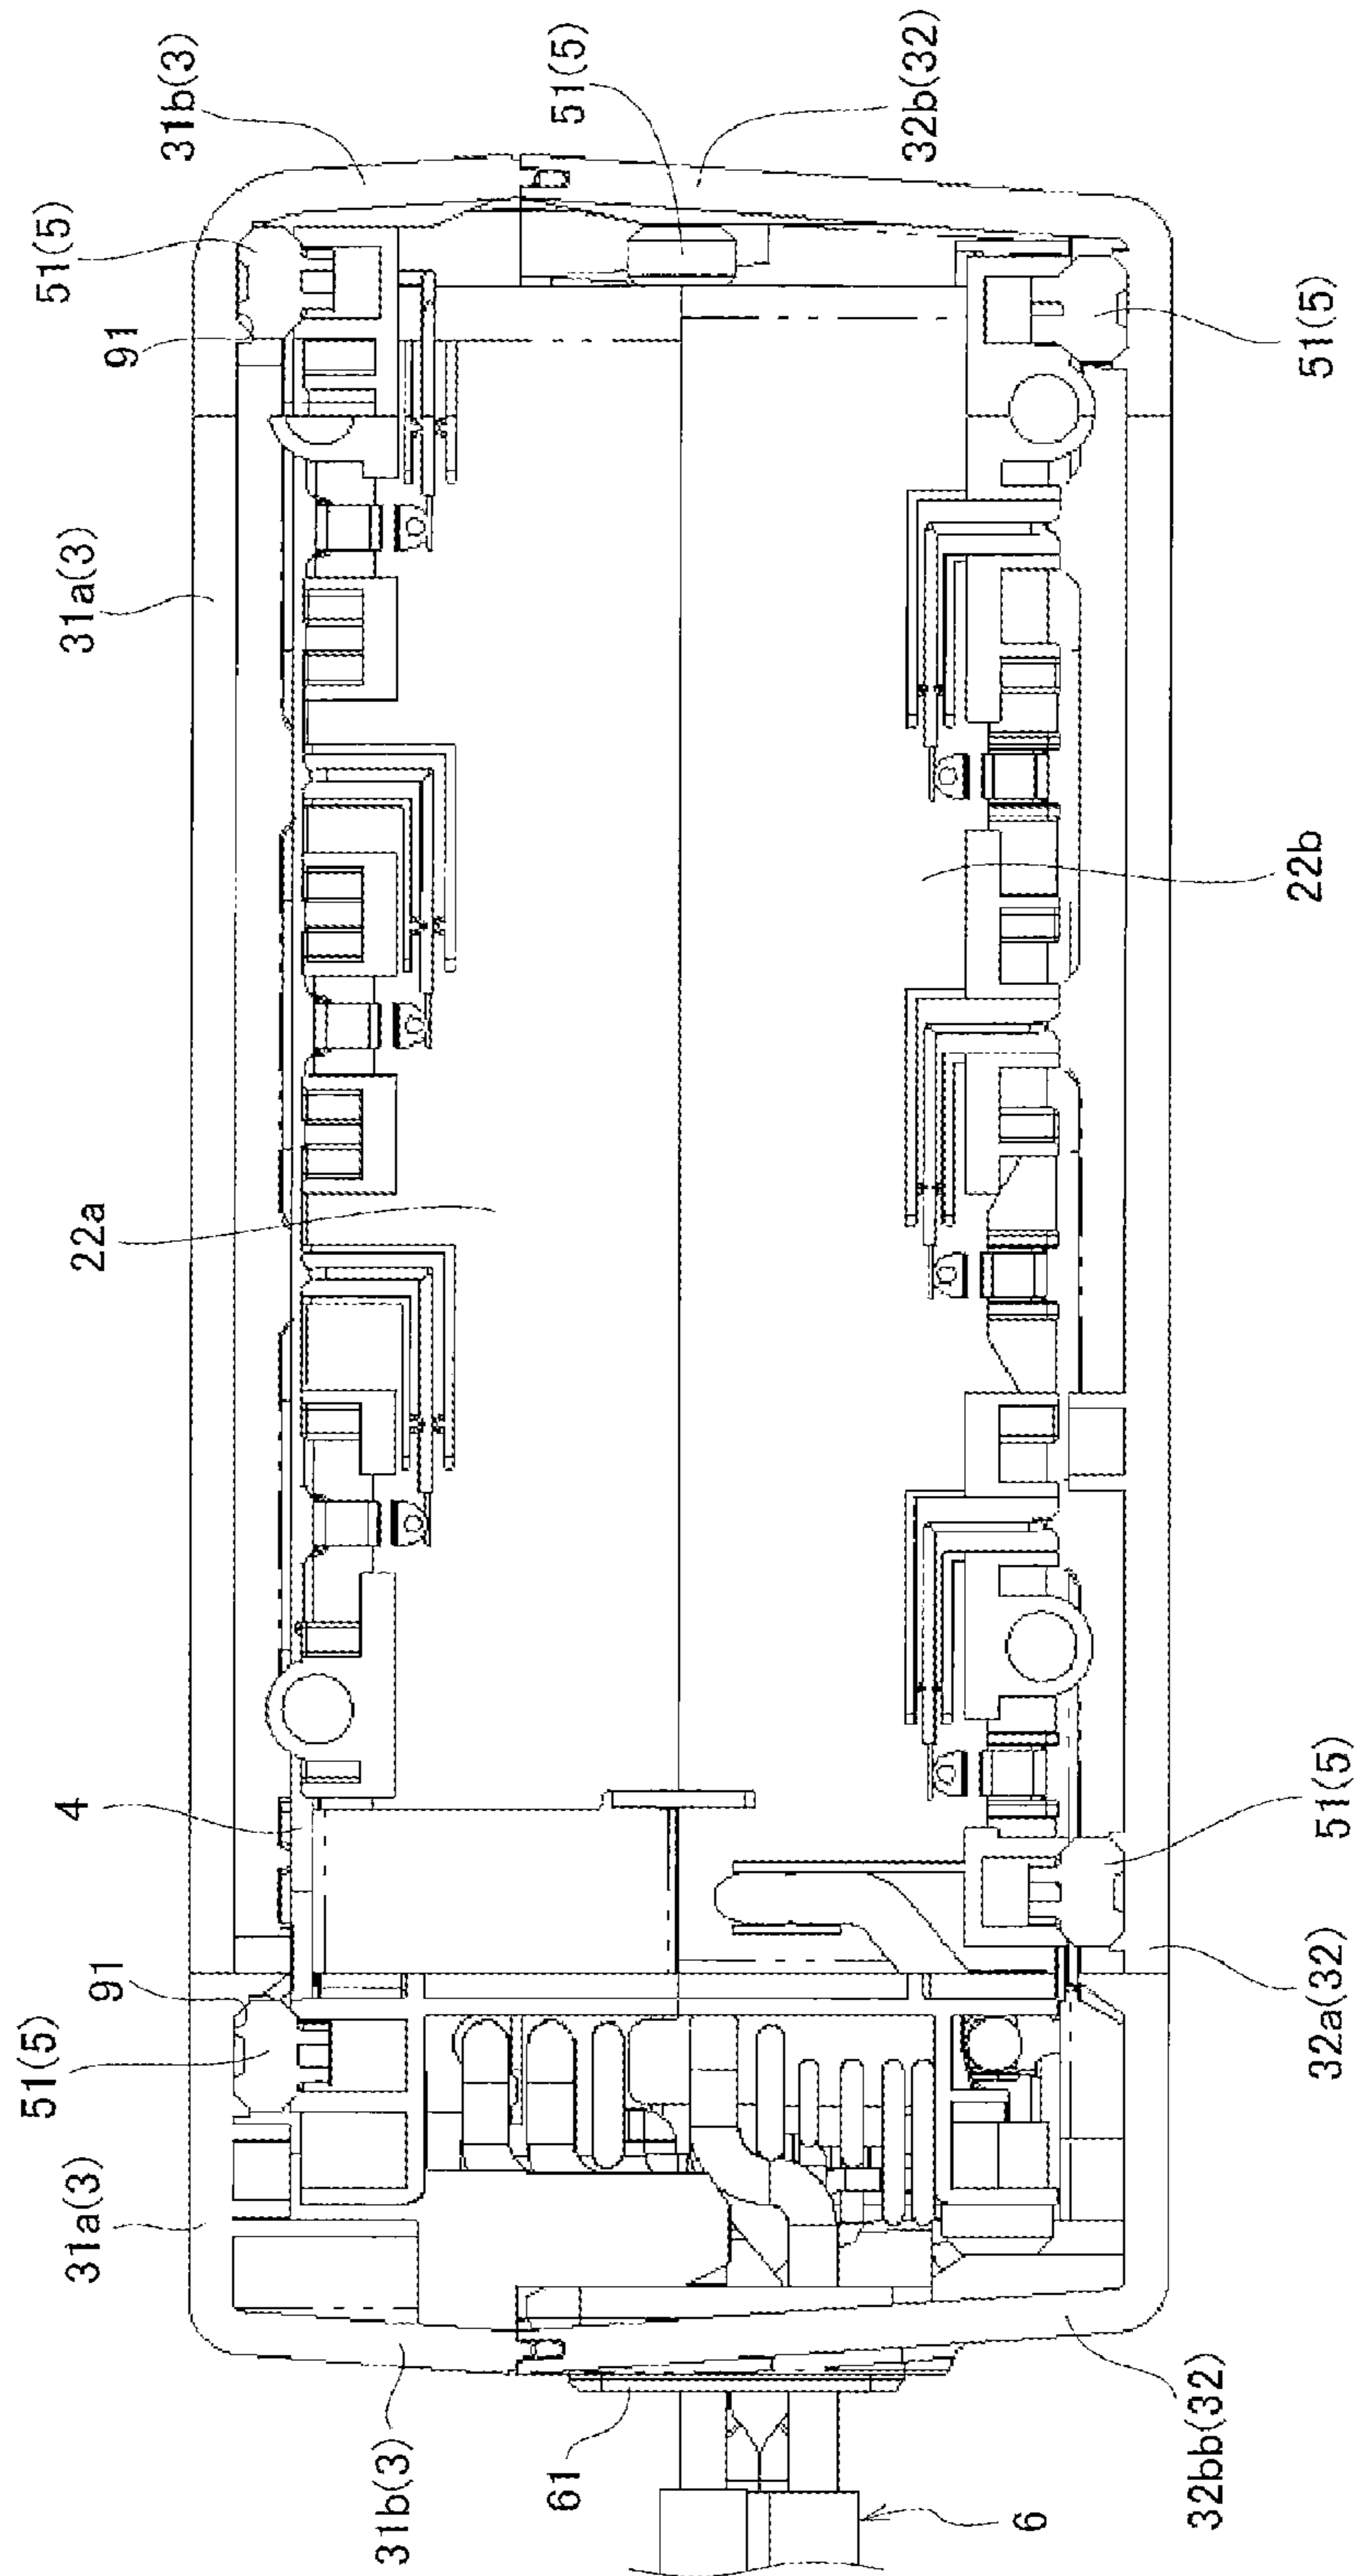 31b(3)
51(5)
32b(32)
51(5)
91
51(5)
31a(3)
22b
22a
4
51(5)
91
51(5)
32a(32)
31a(3)
31b(3)
61
6
32bb(32)